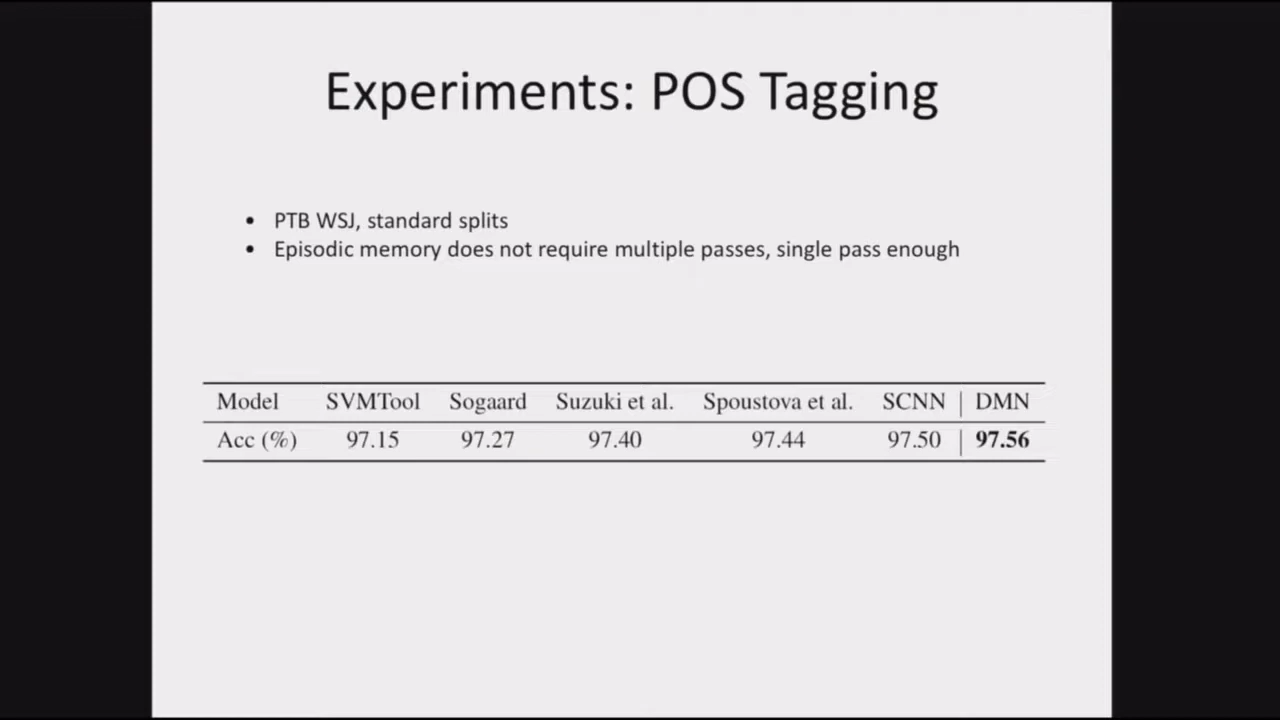 Experiments: POS Tagging
• PTB WSJ, standard splits
• Episodic memory does not require multiple passes, single pass enough
Model SVMTool Sogaard Suzuki et al. Spoustova et al. SCNN | DMN
Acc (%) 97.15 97.27 97.40 97.44 97.50 | 97.56